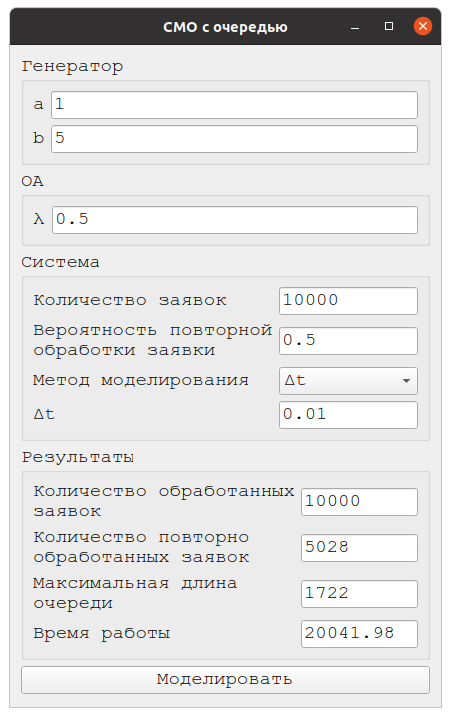 СМО с очередью
Генератор
a 1
b 5
ОА
λ 0.5
Система
Количество заявок 10000
Вероятность повторной
обработки заявки 0.5
Метод моделирования Δt
Δt 0.01
Результаты
Количество обработанных
заявок 10000
Количество повторно
обработанных заявок 5028
Максимальная длина
очереди 1722
Время работы 20041.98
Моделировать